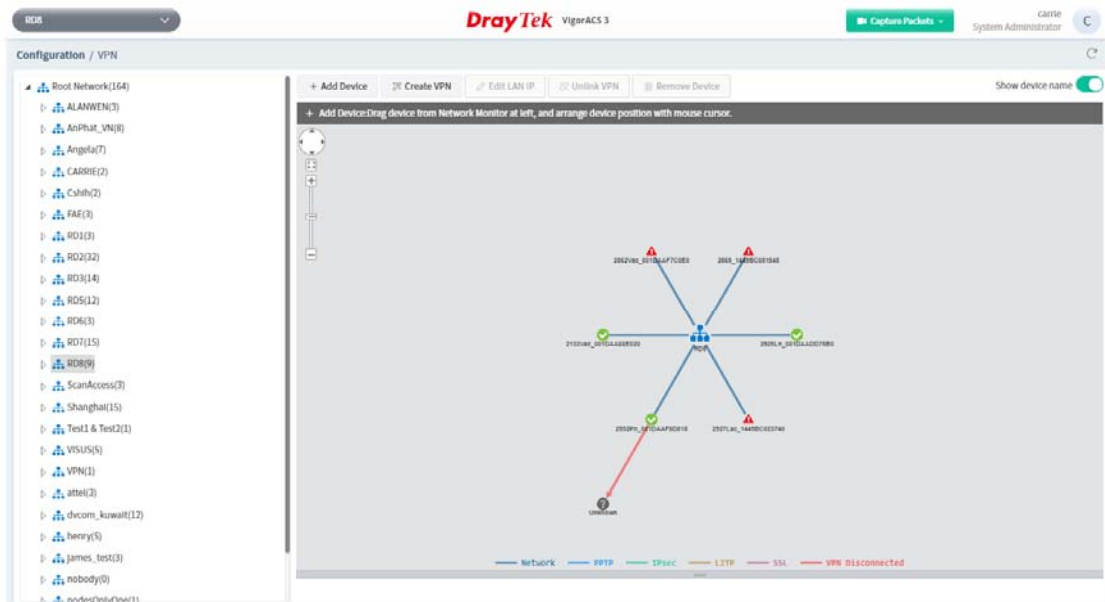 RD8
DrayTek VigorACS 3
Capture Packets
carrie
System Administrator
C
Configuration / VPN
Root Network(164)
ALANWEN(3)
AnPhat_VN(8)
Angela(7)
CARRIE(2)
Cshih(2)
FAE(3)
RD1(3)
RD2(32)
RD3(14)
RD5(12)
RD6(3)
RD7(15)
RD8(9)
ScanAccess(3)
Shanghai(15)
Test1 & Test2(1)
VISUS(5)
VPN(1)
attel(3)
dvcom_kuwait(12)
henry(5)
james_test(3)
nobody(0)
nodesOnlyOne(1)
+ Add Device
Create VPN
Edit LAN IP
Unlink VPN
Remove Device
Show device name
+ Add Device:Drag device from Network Monitor at left, and arrange device position with mouse cursor.
RD8
Unknown
Network PPTP IPsec L2TP SSL VPN Disconnected